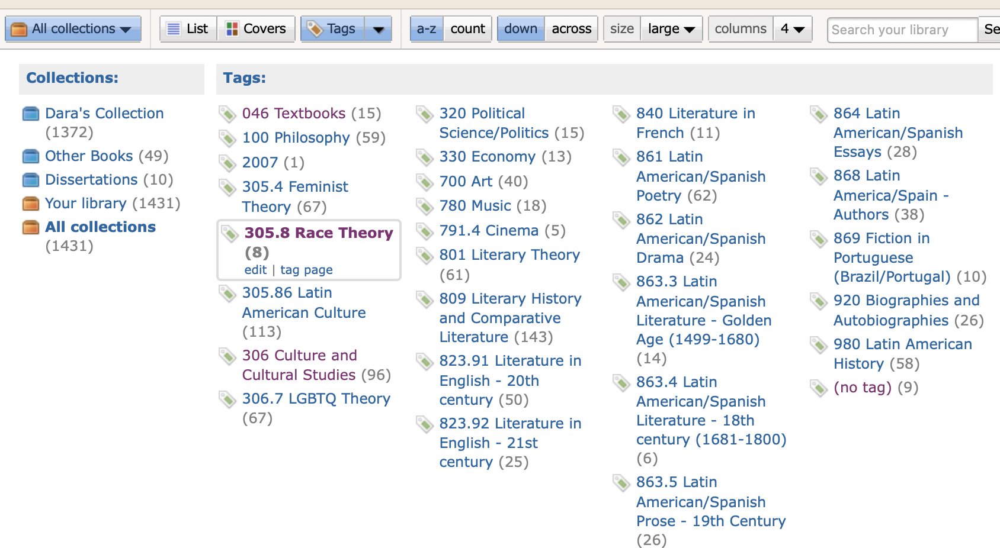 All collections
List
Covers
Tags
a-z
count
down
across
size
large
columns
4
Search your library
Se
Collections:
Dara's Collection
(1372)
Other Books (49)
Dissertations (10)
Your library (1431)
All collections
(1431)
Tags:
046 Textbooks (15)
100 Philosophy (59)
2007 (1)
305.4 Feminist
Theory (67)
305.8 Race Theory
(8)
edit | tag page
305.86 Latin
American Culture
(113)
306 Culture and
Cultural Studies (96)
306.7 LGBTQ Theory
(67)
320 Political
Science/Politics (15)
330 Economy (13)
700 Art (40)
780 Music (18)
791.4 Cinema (5)
801 Literary Theory
(61)
809 Literary History
and Comparative
Literature (143)
823.91 Literature in
English - 20th
century (50)
823.92 Literature in
English - 21st
century (25)
840 Literature in
French (11)
861 Latin
American/Spanish
Poetry (62)
862 Latin
American/Spanish
Drama (24)
863.3 Latin
American/Spanish
Literature - Golden
Age (1499-1680)
(14)
863.4 Latin
American/Spanish
Literature - 18th
century (1681-1800)
(6)
863.5 Latin
American/Spanish
Prose - 19th Century
(26)
864 Latin
American/Spanish
Essays (28)
868 Latin
America/Spain -
Authors (38)
869 Fiction in
Portuguese
(Brazil/Portugal) (10)
920 Biographies and
Autobiographies (26)
980 Latin American
History (58)
(no tag) (9)